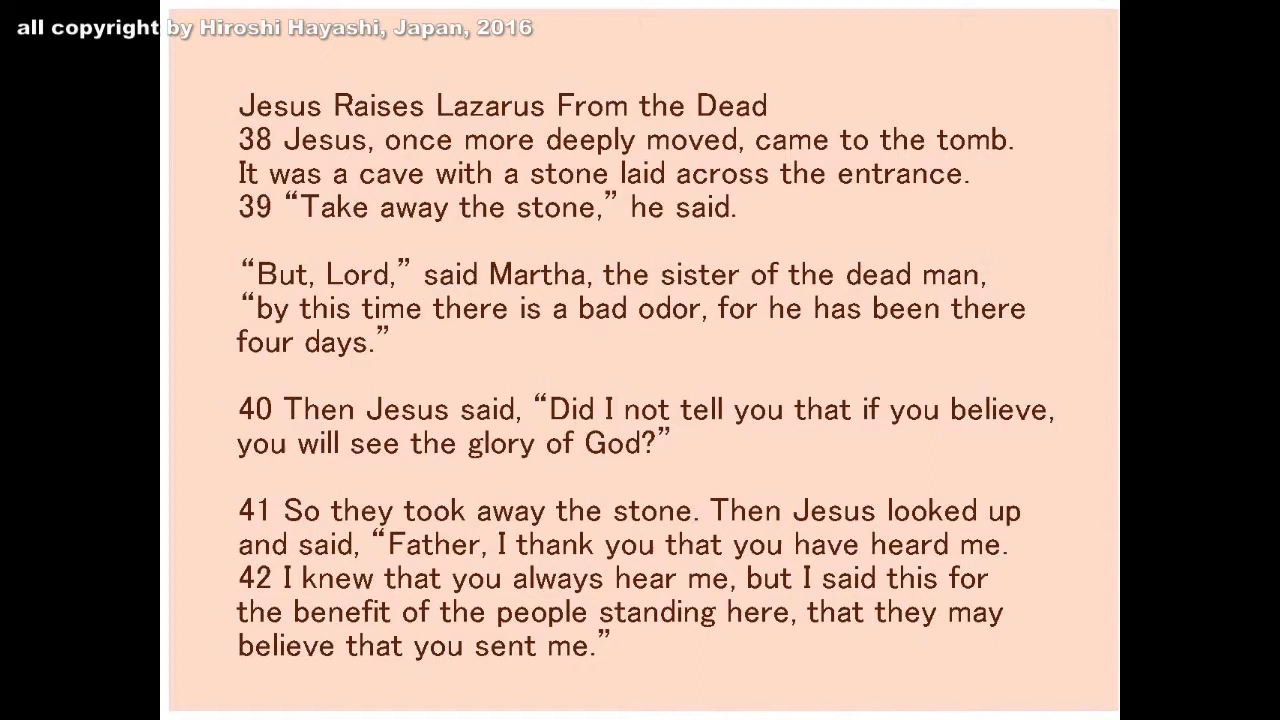 all copyright by Hiroshi Hayashi, Japan, 2016
Jesus Raises Lazarus From the Dead
38 Jesus, once more deeply moved, came to the tomb.
It was a cave with a stone laid across the entrance.
39 “Take away the stone,” he said.
“But, Lord,” said Martha, the sister of the dead man,
“by this time there is a bad odor, for he has been there
four days.”
40 Then Jesus said, “Did I not tell you that if you believe,
you will see the glory of God?”
41 So they took away the stone. Then Jesus looked up
and said, “Father, I thank you that you have heard me.
42 I knew that you always hear me, but I said this for
the benefit of the people standing here, that they may
believe that you sent me.”